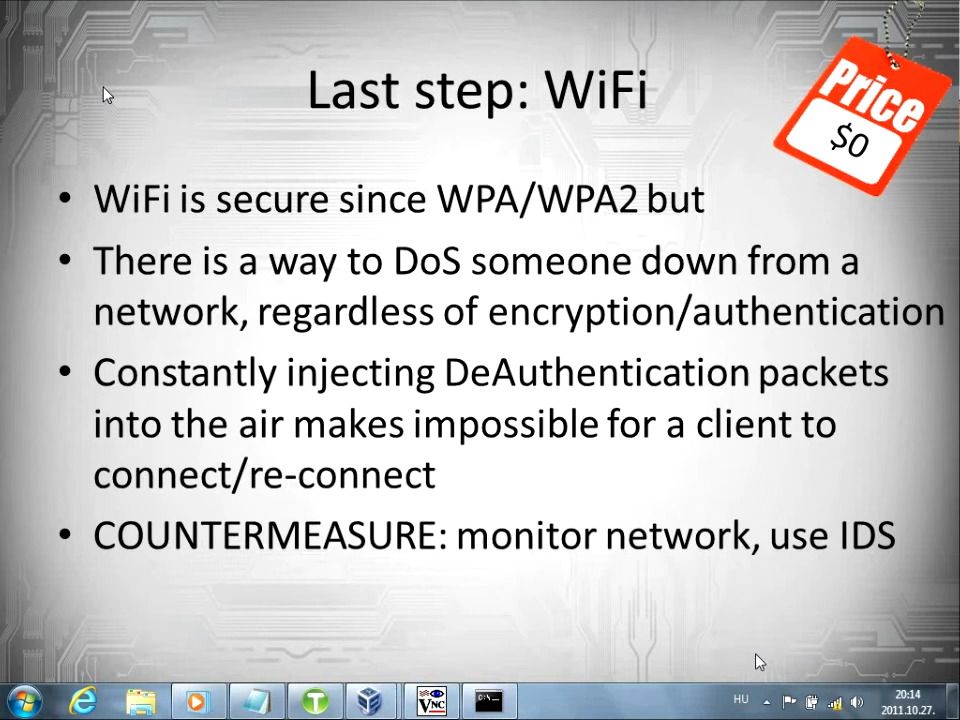 Last step: WiFi
Price
$0
• WiFi is secure since WPA/WPA2 but
• There is a way to DoS someone down from a
network, regardless of encryption/authentication
• Constantly injecting DeAuthentication packets
into the air makes impossible for a client to
connect/re-connect
• COUNTERMEASURE: monitor network, use IDS
T
VNC
C:\
HU
20:14
2011.10.27.